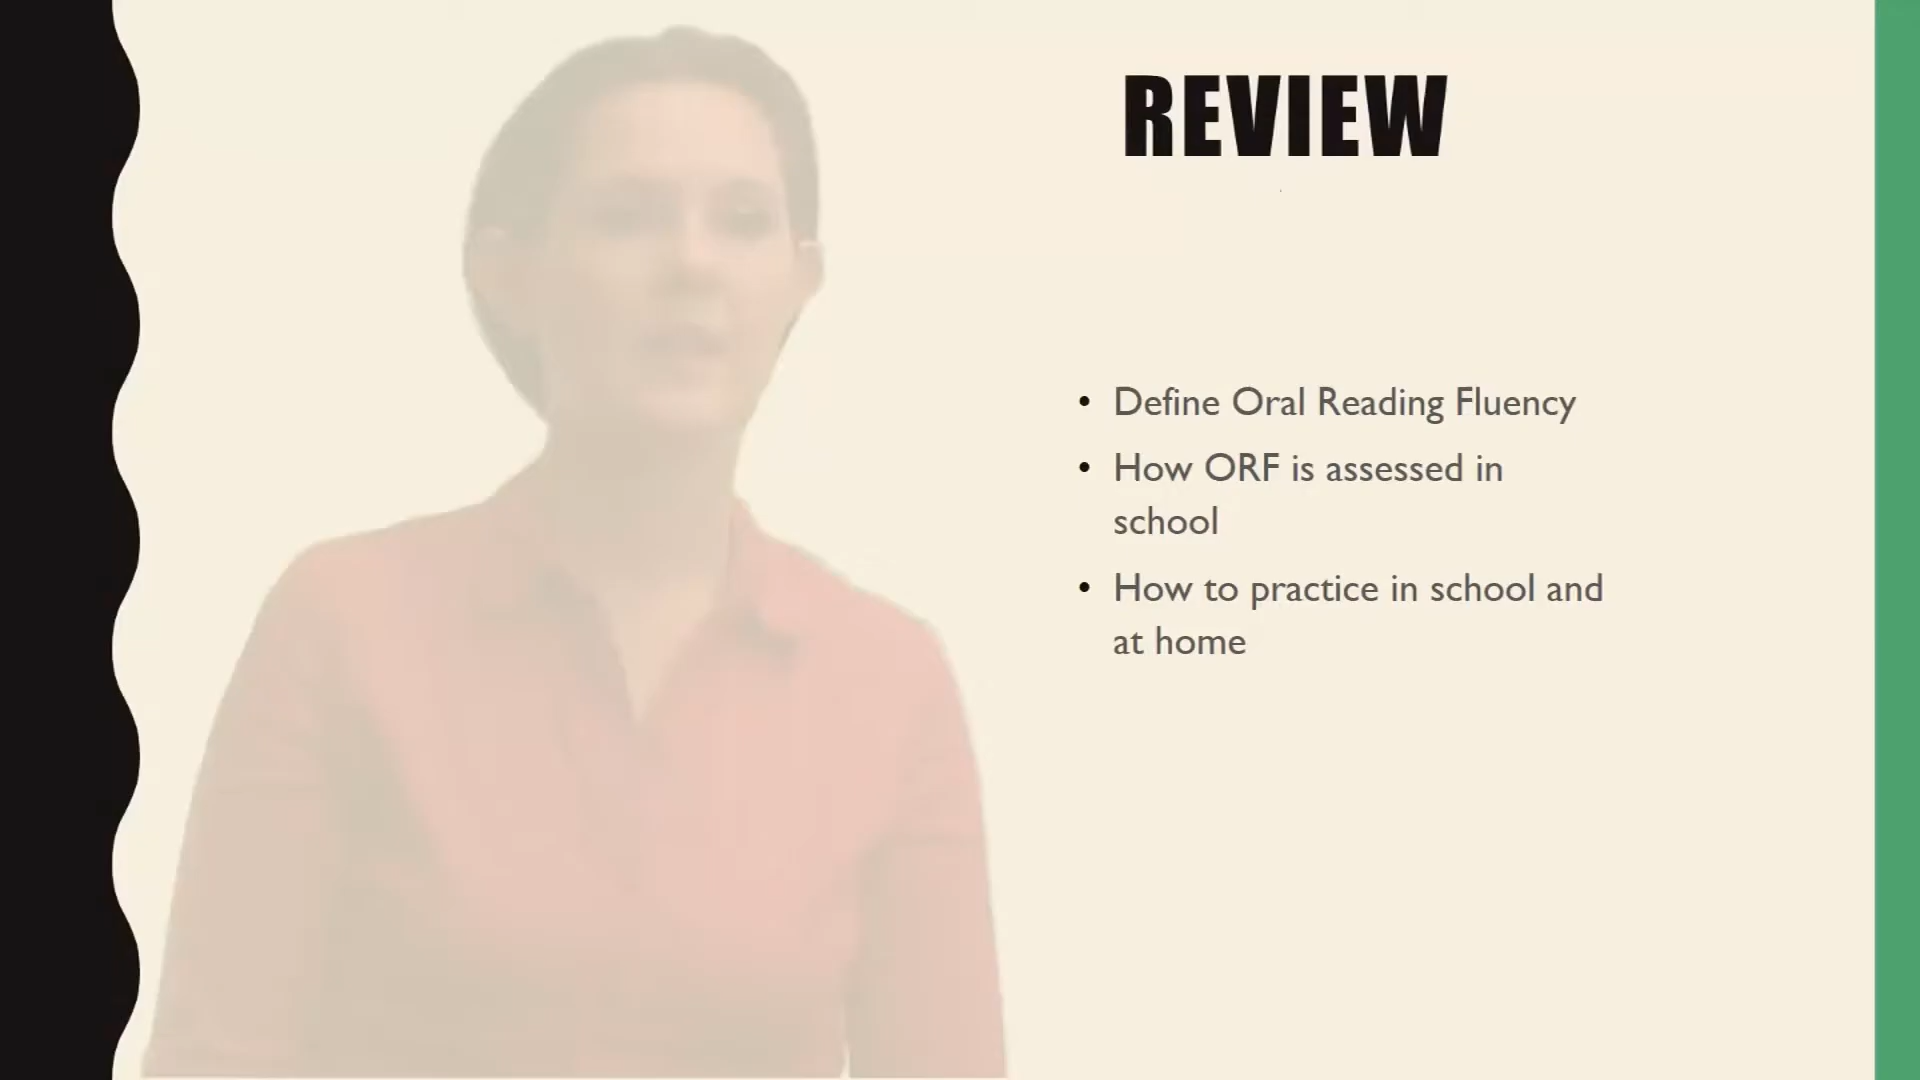 REVIEW
• Define Oral Reading Fluency
• How ORF is assessed in
school
• How to practice in school and
at home